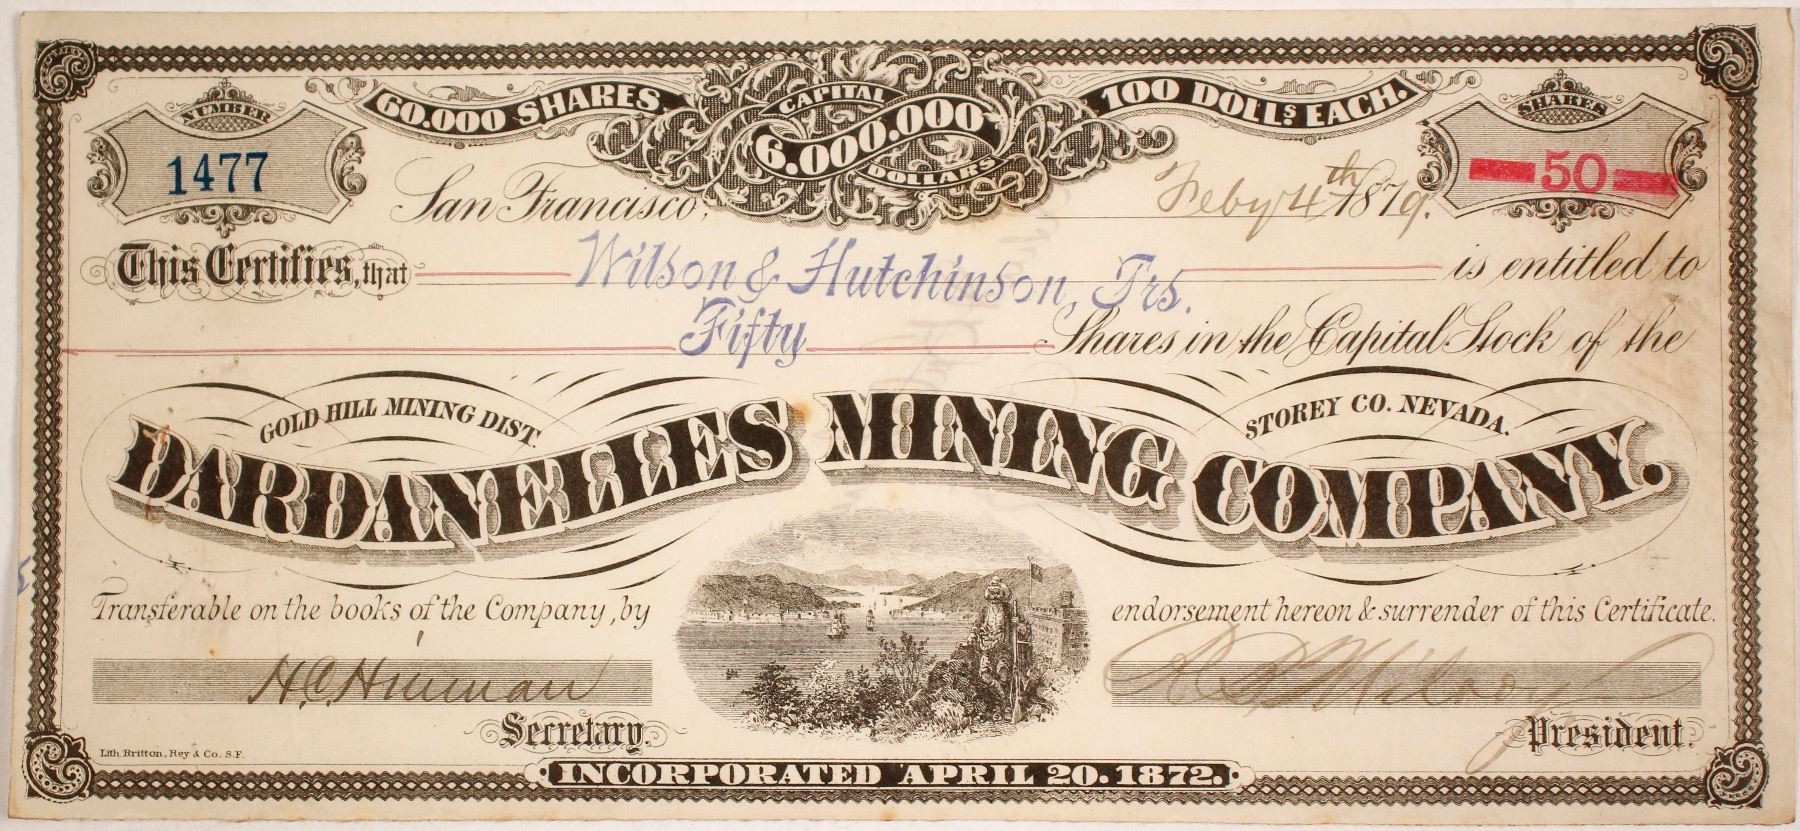 60.000 SHARES. CAPITAL 6.000.000 DOLLARS 100 DOLLS EACH.
NUMBER 1477
SHARES 50
San Francisco, Feby 4th 1879.
This Certifies, that Wilson & Hutchinson, Trs. is entitled to
Fifty Shares in the Capital Stock of the
GOLD HILL MINING DIST. STOREY CO. NEVADA.
DARDANELLES MINING COMPANY.
Transferable on the books of the Company, by endorsement hereon & surrender of this Certificate.
H.C. Hinman
Secretary. President.
Lith. Britton, Rey & Co. S.F.
INCORPORATED APRIL 20. 1872.